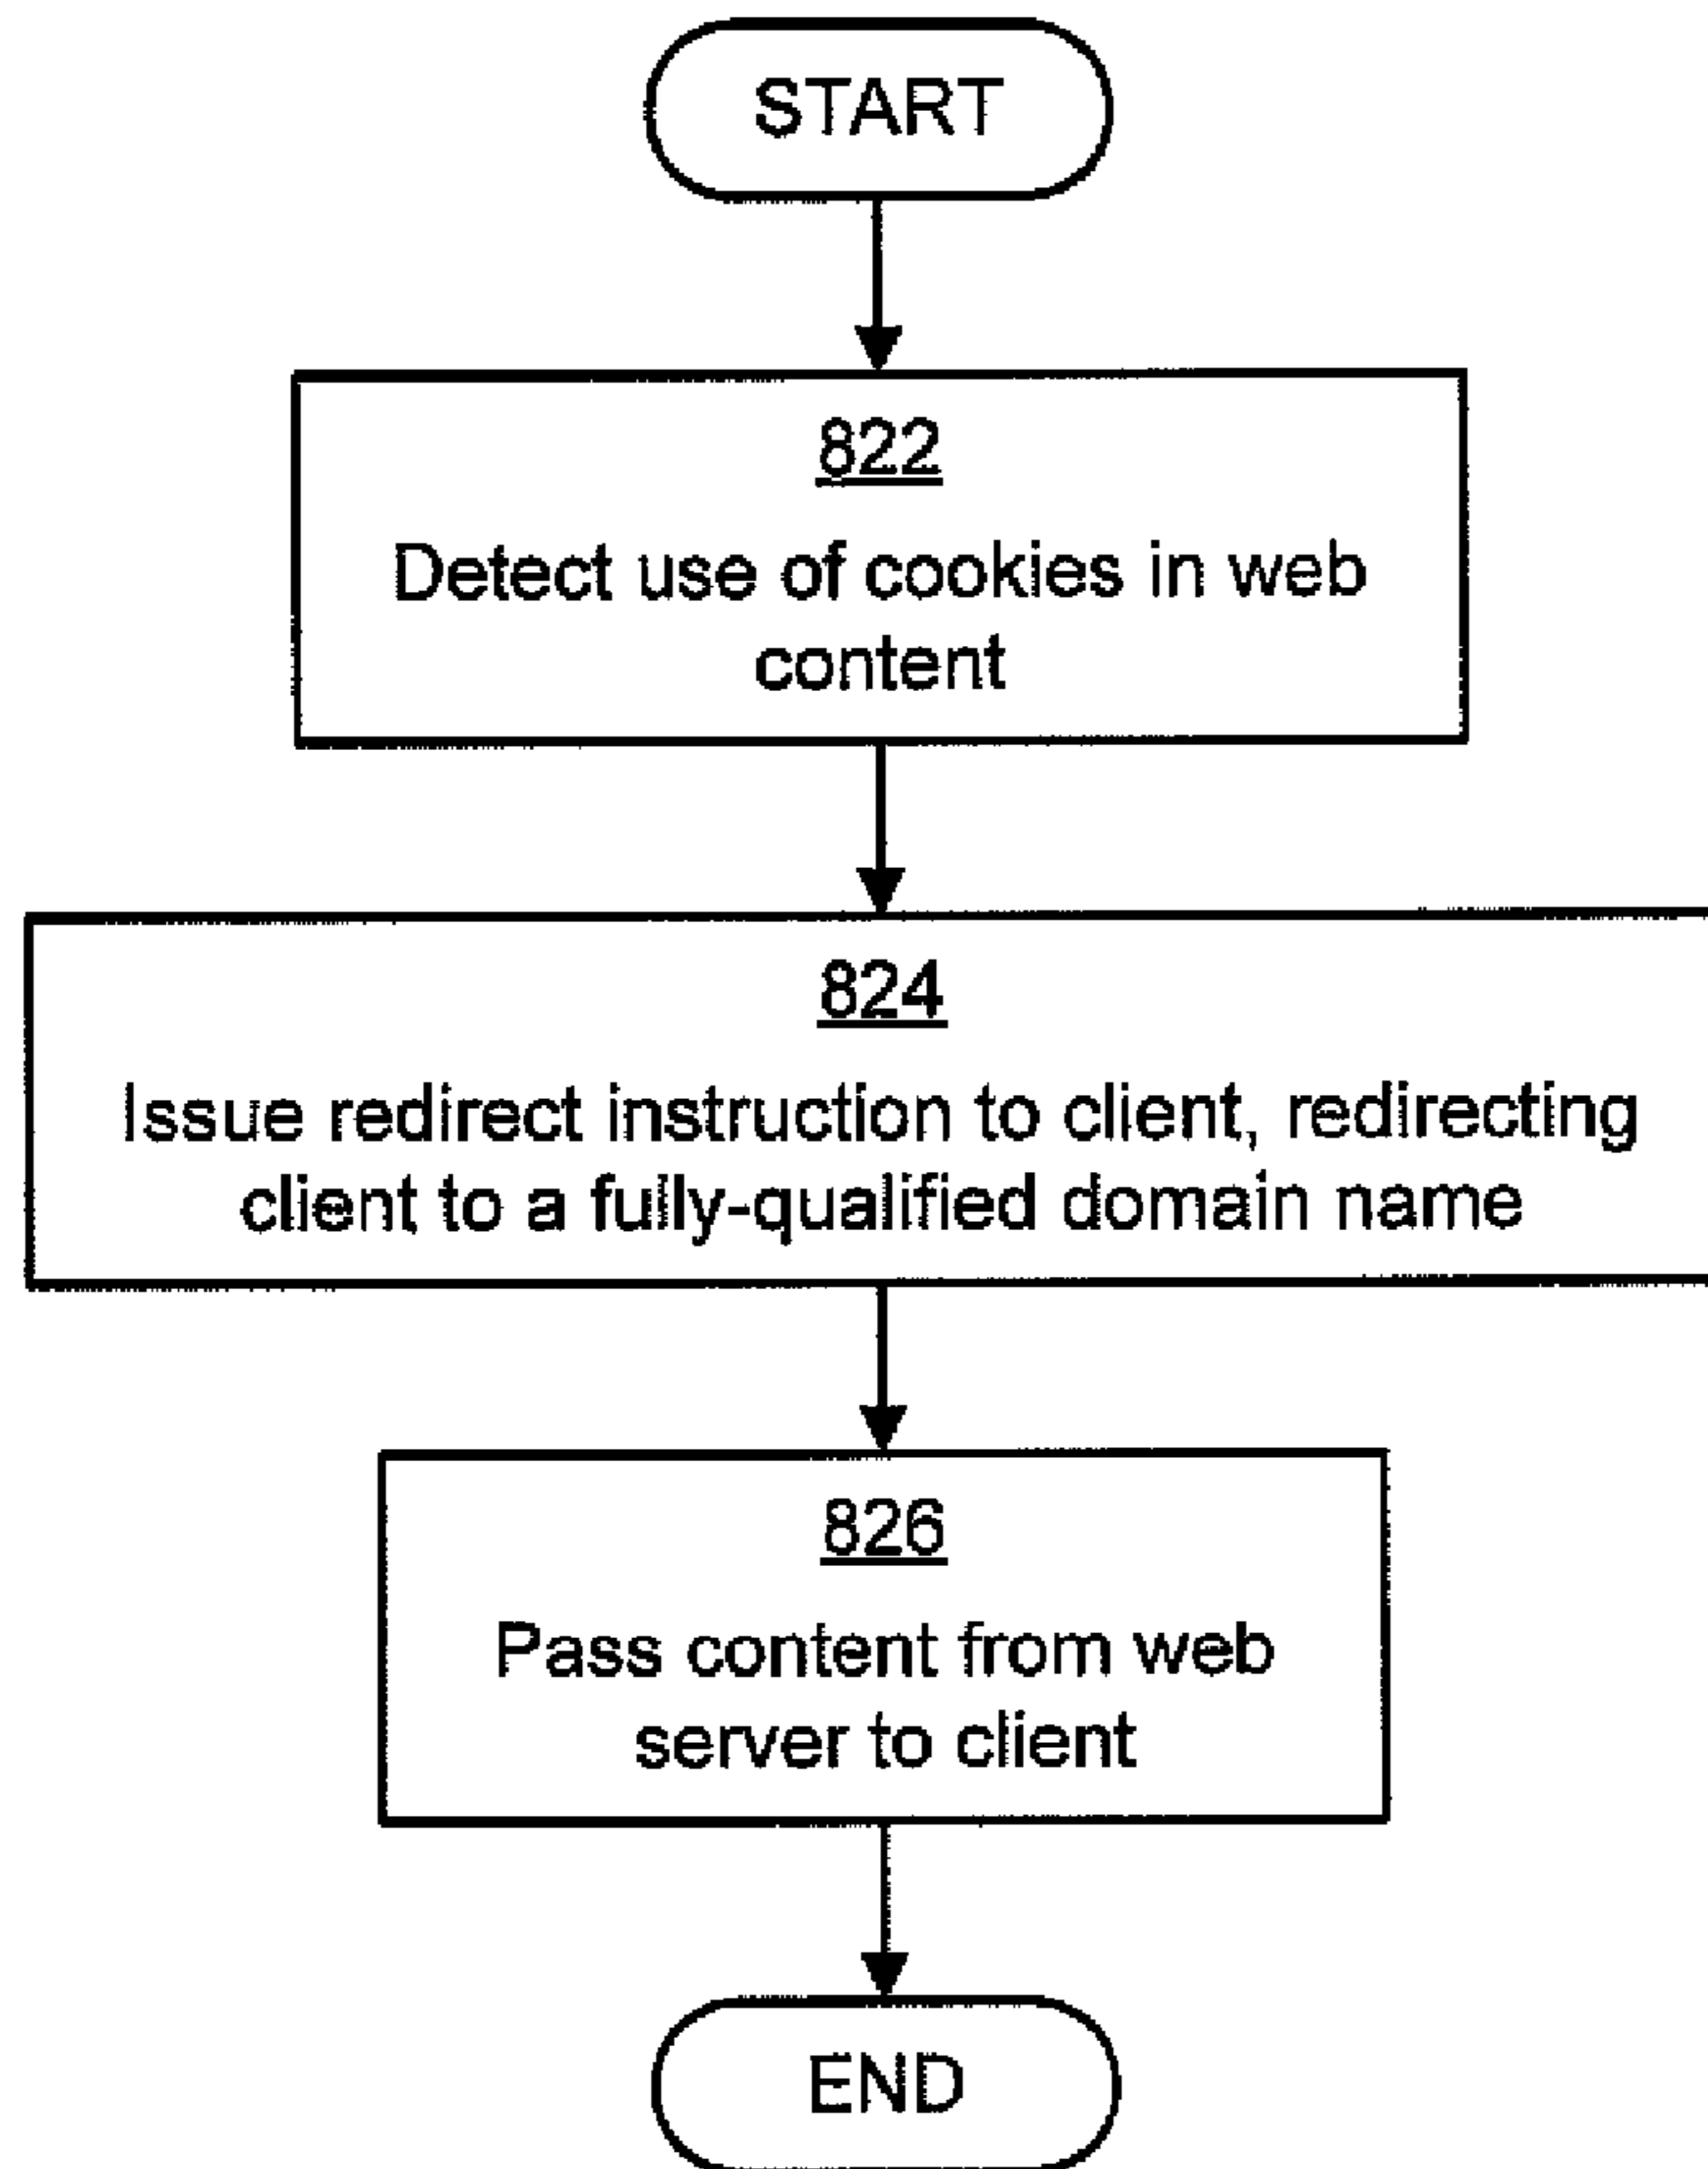 START
822
Detect use of cookies in web
content
824
Issue redirect instruction to client, redirecting
client to a fully-qualified domain name
826
Pass content from web
server to client
END